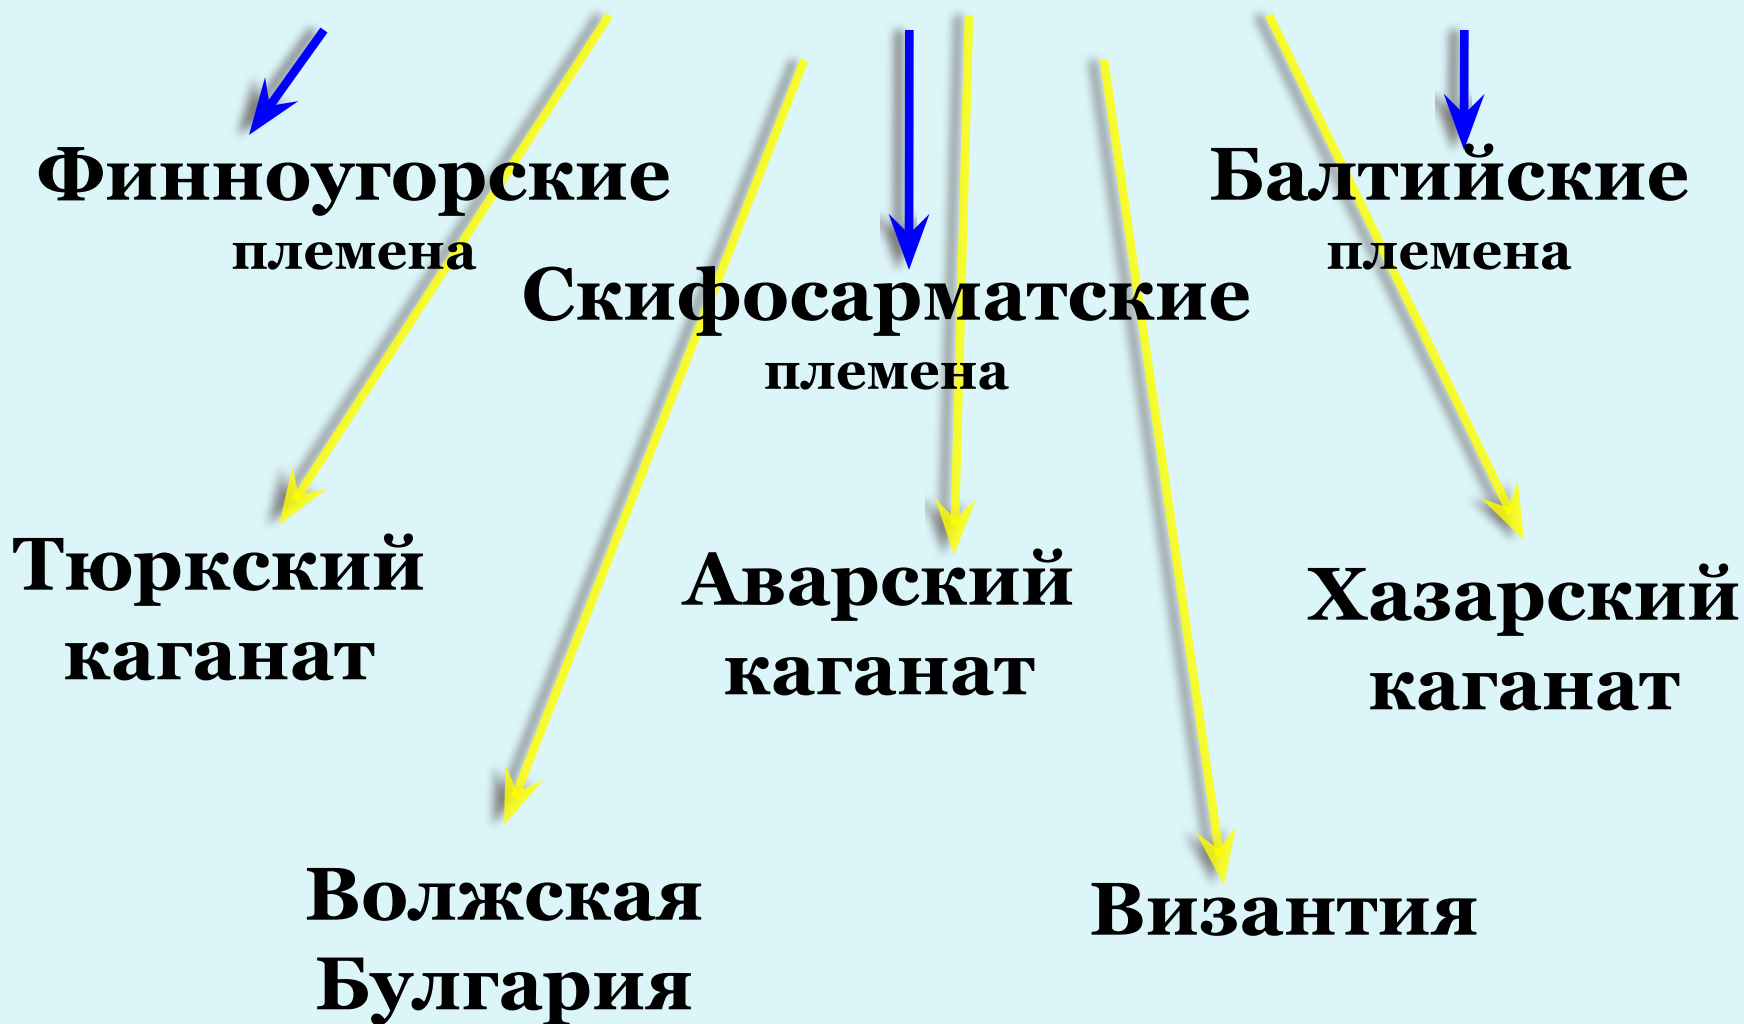 Финноугорские
племена
Балтийские
племена
Скифосарматские
племена
Тюркский
каганат
Аварский
каганат
Хазарский
каганат
Волжская
Булгария
Византия